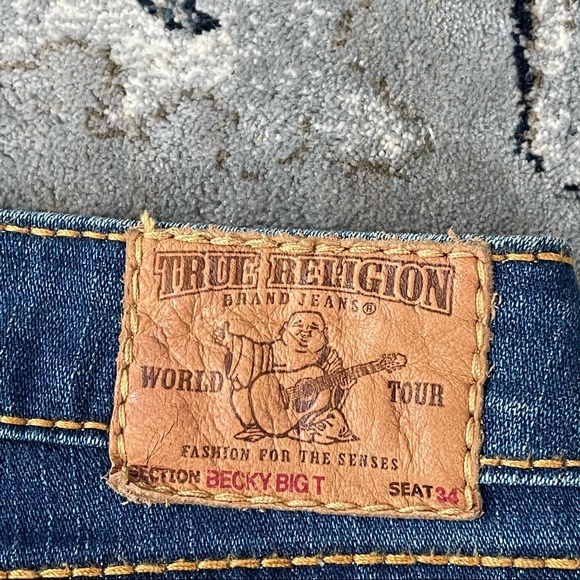 TRUE RELIGION
BRAND JEANS®
WORLD TOUR
FASHION FOR THE SENSES
SECTION BECKY BIG T SEAT 34